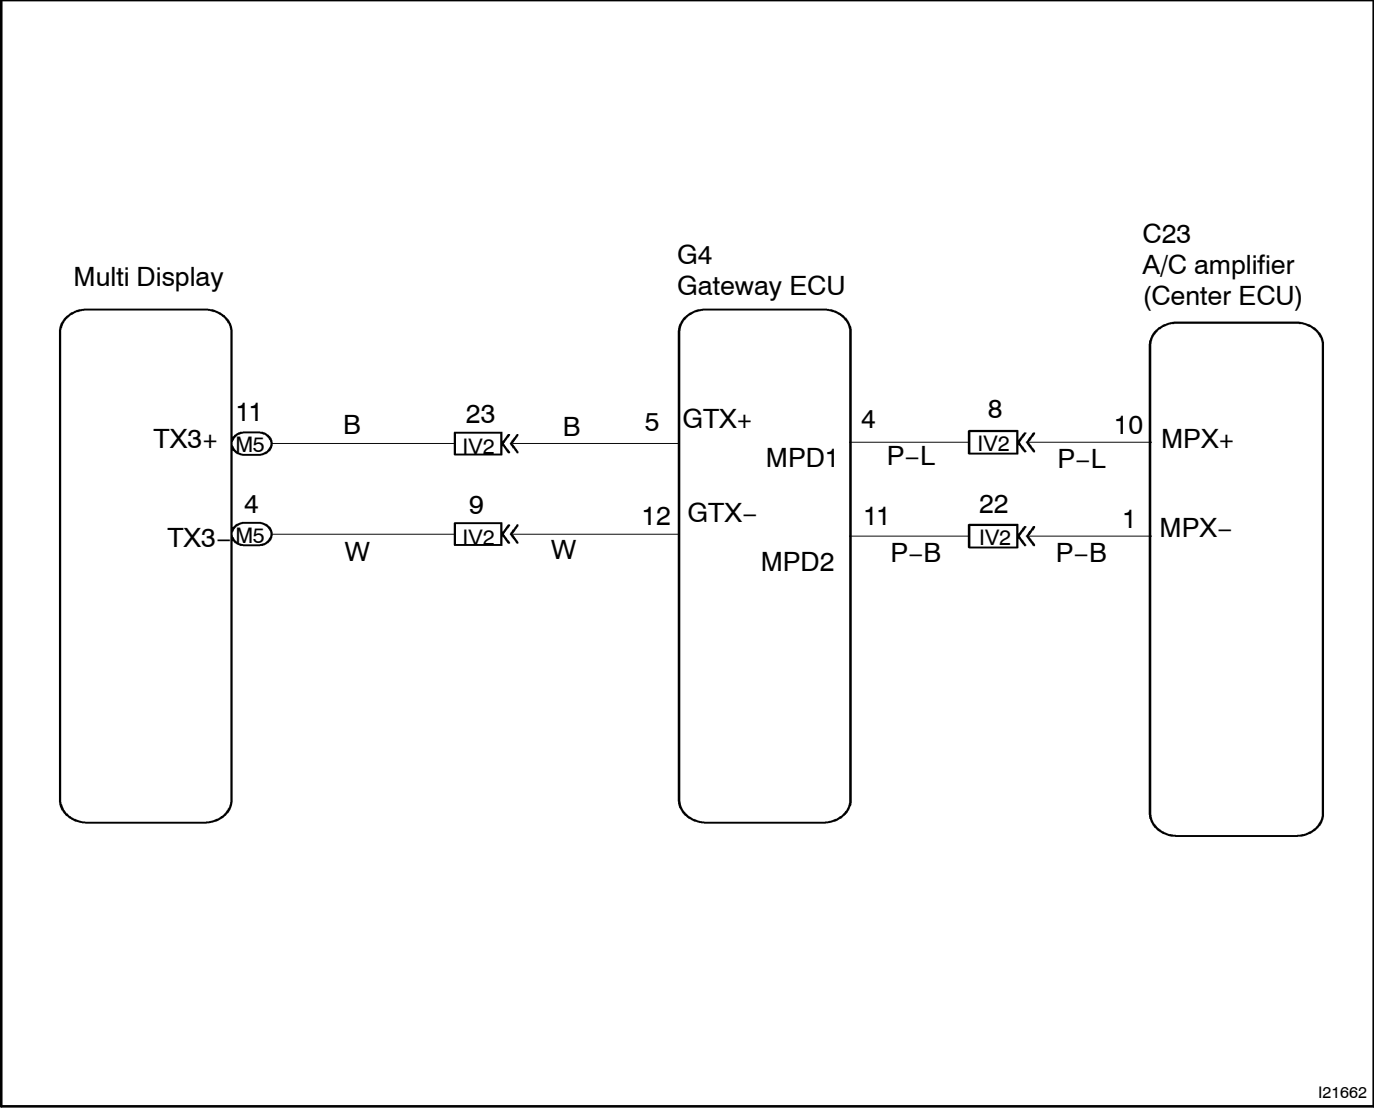 Multi Display
G4
Gateway ECU
C23
A/C amplifier
(Center ECU)
TX3+
11
M5
B
23
IV2
B
5
GTX+
MPD1
4
P−L
8
IV2
P−L
10
MPX+
TX3−
4
M5
W
9
IV2
W
12
GTX−
MPD2
11
P−B
22
IV2
P−B
1
MPX−
I21662